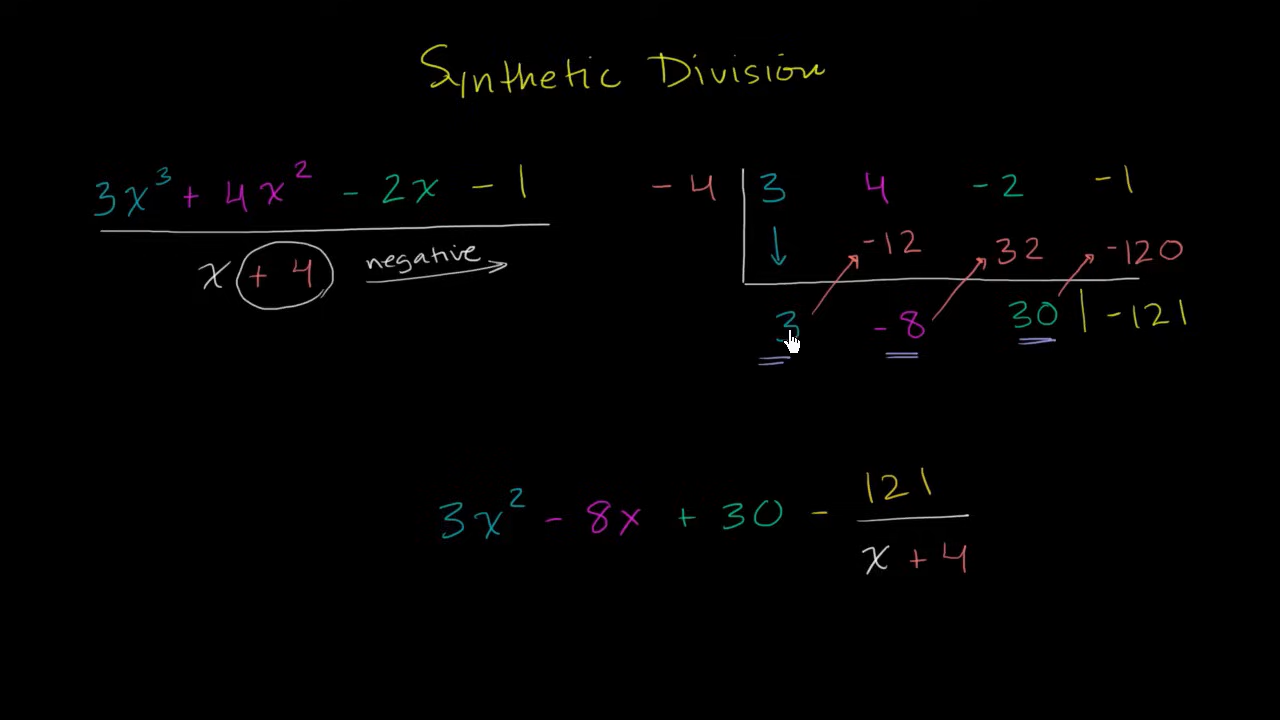 Synthetic Division
3x³ + 4x² - 2x - 1
x + 4 negative
-4 3 4 -2 -1
-12 32 -120
3 -8 30 | -121
3x² - 8x + 30 - 121
x + 4